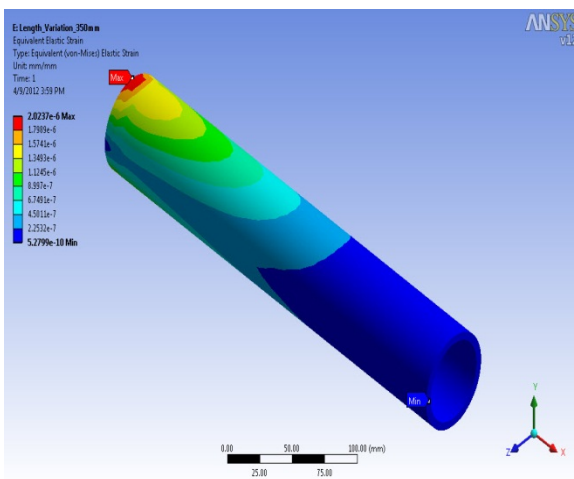 E: Length_Variation_350mm
Equivalent Elastic Strain
Type: Equivalent (von-Mises) Elastic Strain
Unit: mm/mm
Time: 1
4/9/2012 3:59 PM
2.0237e-6 Max
1.7989e-6
1.5741e-6
1.3493e-6
1.1245e-6
8.997e-7
6.7491e-7
4.5011e-7
2.2532e-7
5.2799e-10 Min
ANSYS
Max
Min
0.00 50.00 100.00 (mm)
25.00 75.00
Y
Z X